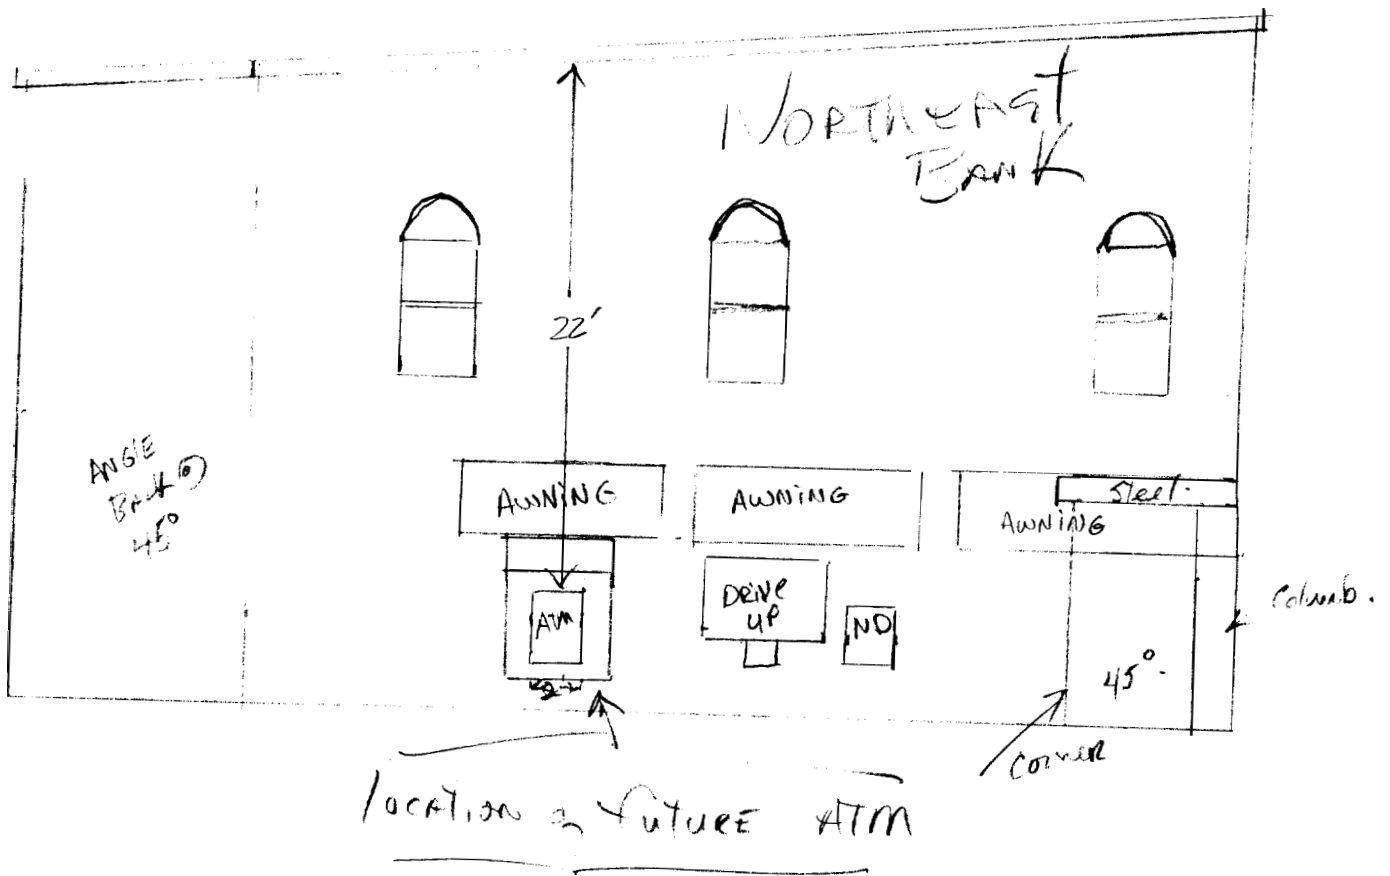 NORTHEAST
BANK
22'
ANGLE
Back @
45°
AWNING
AWNING
Steel
AWNING
DRIVE
UP
ATM
ND
Columb.
45°
CORNER
LOCATION OF FUTURE ATM